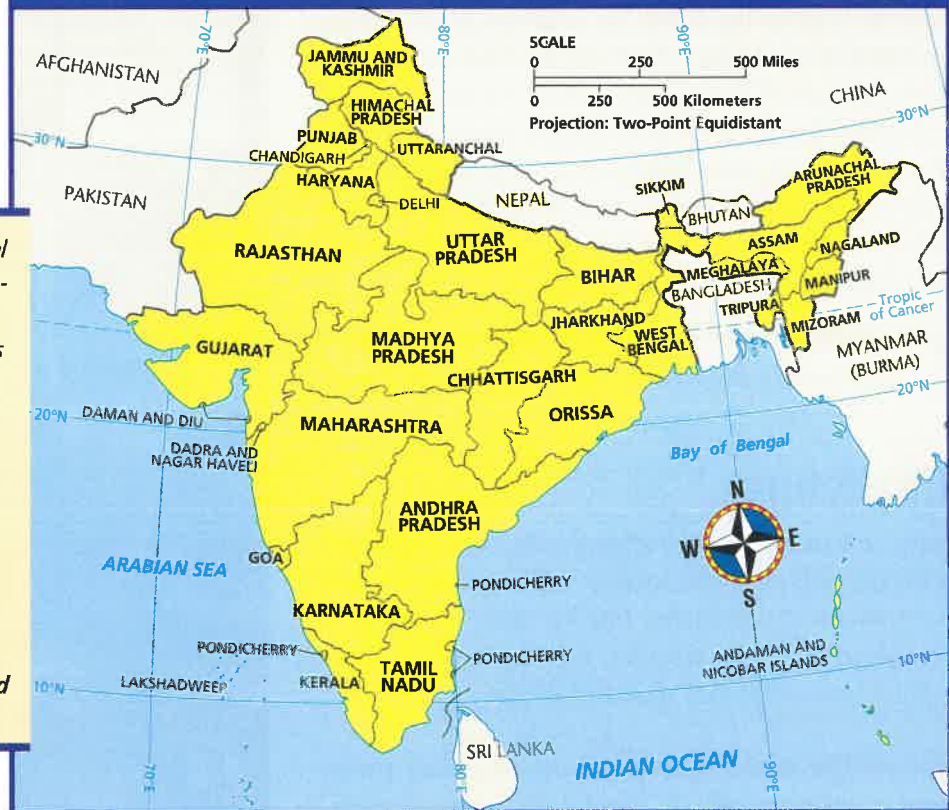 70°E
80°E
90°E
SCALE
0 250 500 Miles
0 250 500 Kilometers
Projection: Two-Point Equidistant
AFGHANISTAN
CHINA
30°N
30°N
PAKISTAN
JAMMU AND
KASHMIR
HIMACHAL
PRADESH
PUNJAB
CHANDIGARH
UTTARANCHAL
HARYANA
DELHI
NEPAL
SIKKIM
BHUTAN
ARUNACHAL
PRADESH
RAJASTHAN
UTTAR
PRADESH
BIHAR
ASSAM
NAGALAND
MEGHALAYA
MANIPUR
BANGLADESH
TRIPURA
MIZORAM
Tropic
of Cancer
GUJARAT
MADHYA
PRADESH
JHARKHAND
WEST
BENGAL
CHHATTISGARH
MYANMAR
(BURMA)
20°N
20°N
DAMAN AND DIU
MAHARASHTRA
ORISSA
DADRA AND
NAGAR HAVELI
Bay of Bengal
ANDHRA
PRADESH
N
W E
S
GOA
ARABIAN SEA
PONDICHERRY
KARNATAKA
PONDICHERRY
PONDICHERRY
TAMIL
NADU
KERALA
LAKSHADWEEP
ANDAMAN AND
NICOBAR ISLANDS
10°N
10°N
SRI LANKA
INDIAN OCEAN
70°E
80°E
90°E